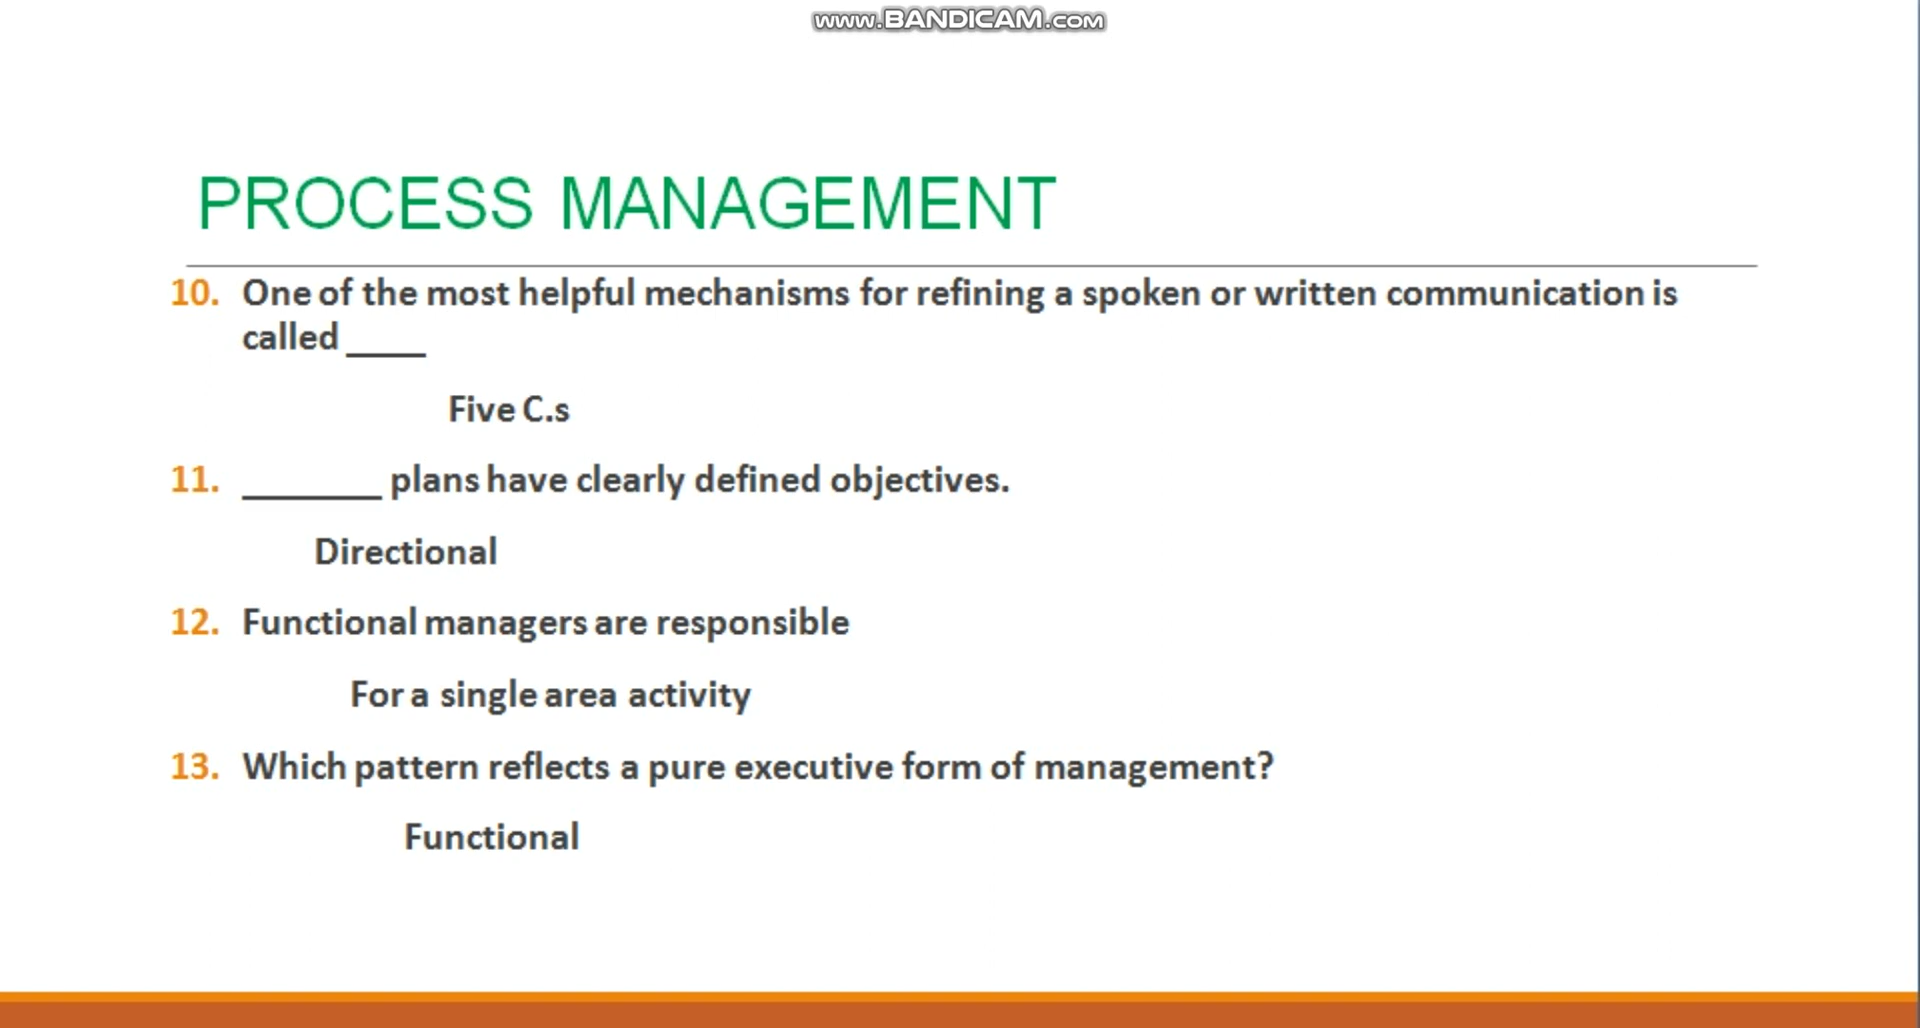 www.BANDICAM.com
PROCESS MANAGEMENT
10. One of the most helpful mechanisms for refining a spoken or written communication is
called ____
Five C.s
11. _______ plans have clearly defined objectives.
Directional
12. Functional managers are responsible
For a single area activity
13. Which pattern reflects a pure executive form of management?
Functional